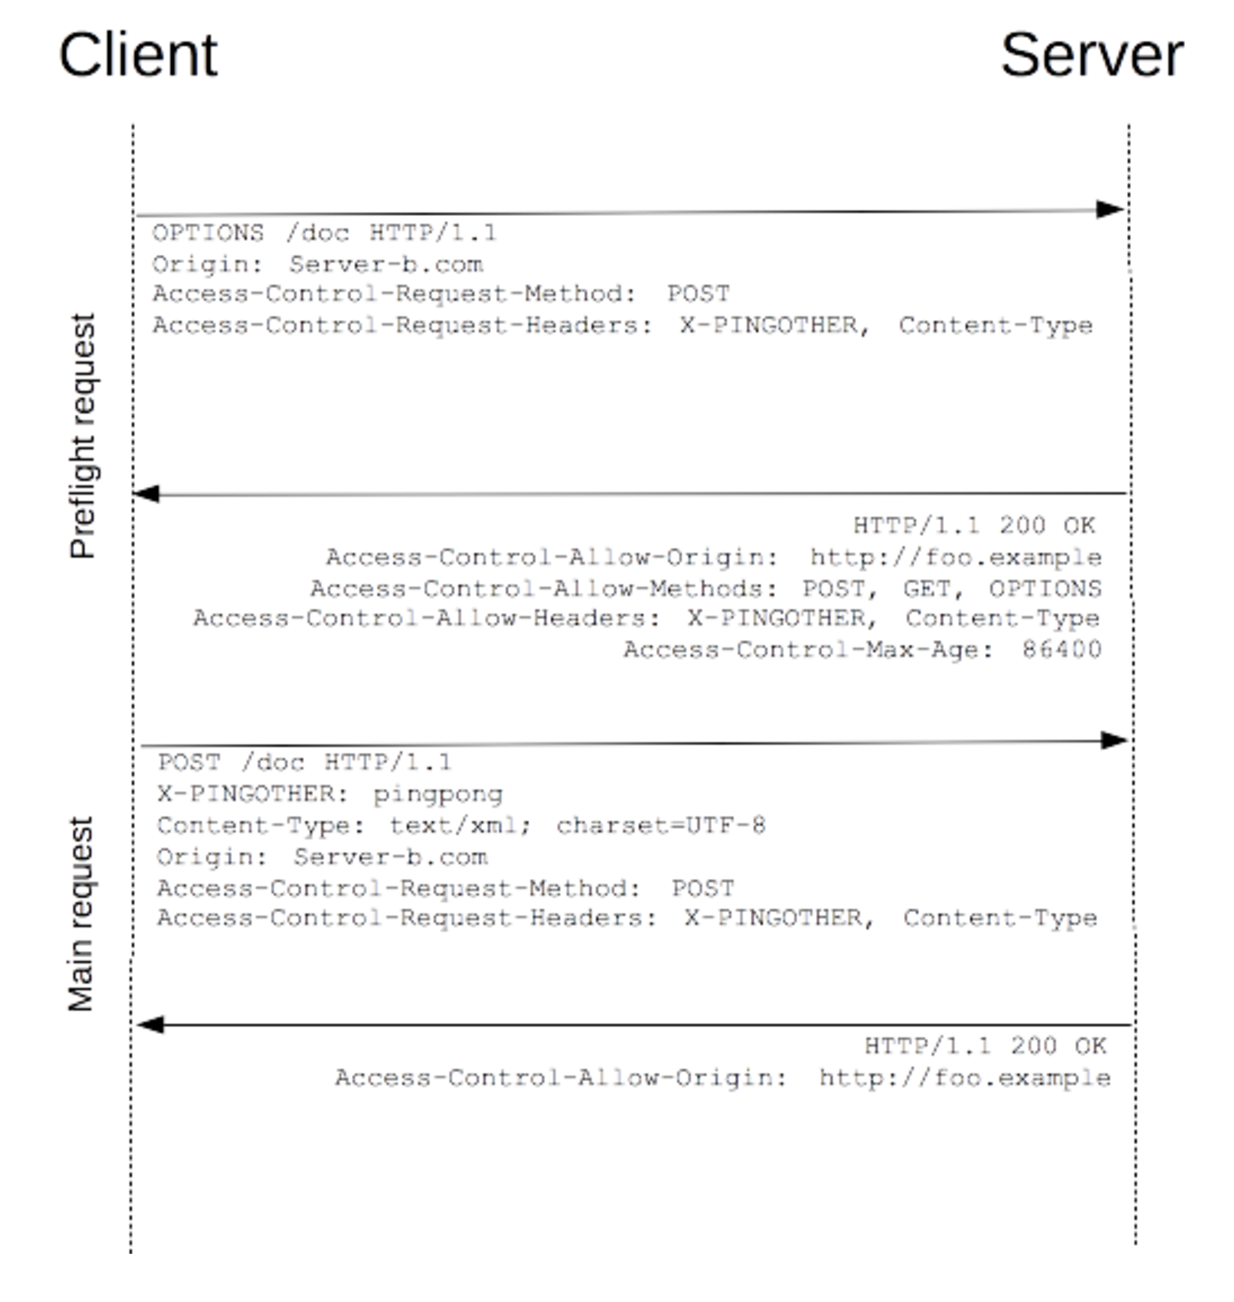 Client
Server
Preflight request
OPTIONS /doc HTTP/1.1
Origin: Server-b.com
Access-Control-Request-Method: POST
Access-Control-Request-Headers: X-PINGOTHER, Content-Type
HTTP/1.1 200 OK
Access-Control-Allow-Origin: http://foo.example
Access-Control-Allow-Methods: POST, GET, OPTIONS
Access-Control-Allow-Headers: X-PINGOTHER, Content-Type
Access-Control-Max-Age: 86400
Main request
POST /doc HTTP/1.1
X-PINGOTHER: pingpong
Content-Type: text/xml; charset=UTF-8
Origin: Server-b.com
Access-Control-Request-Method: POST
Access-Control-Request-Headers: X-PINGOTHER, Content-Type
HTTP/1.1 200 OK
Access-Control-Allow-Origin: http://foo.example